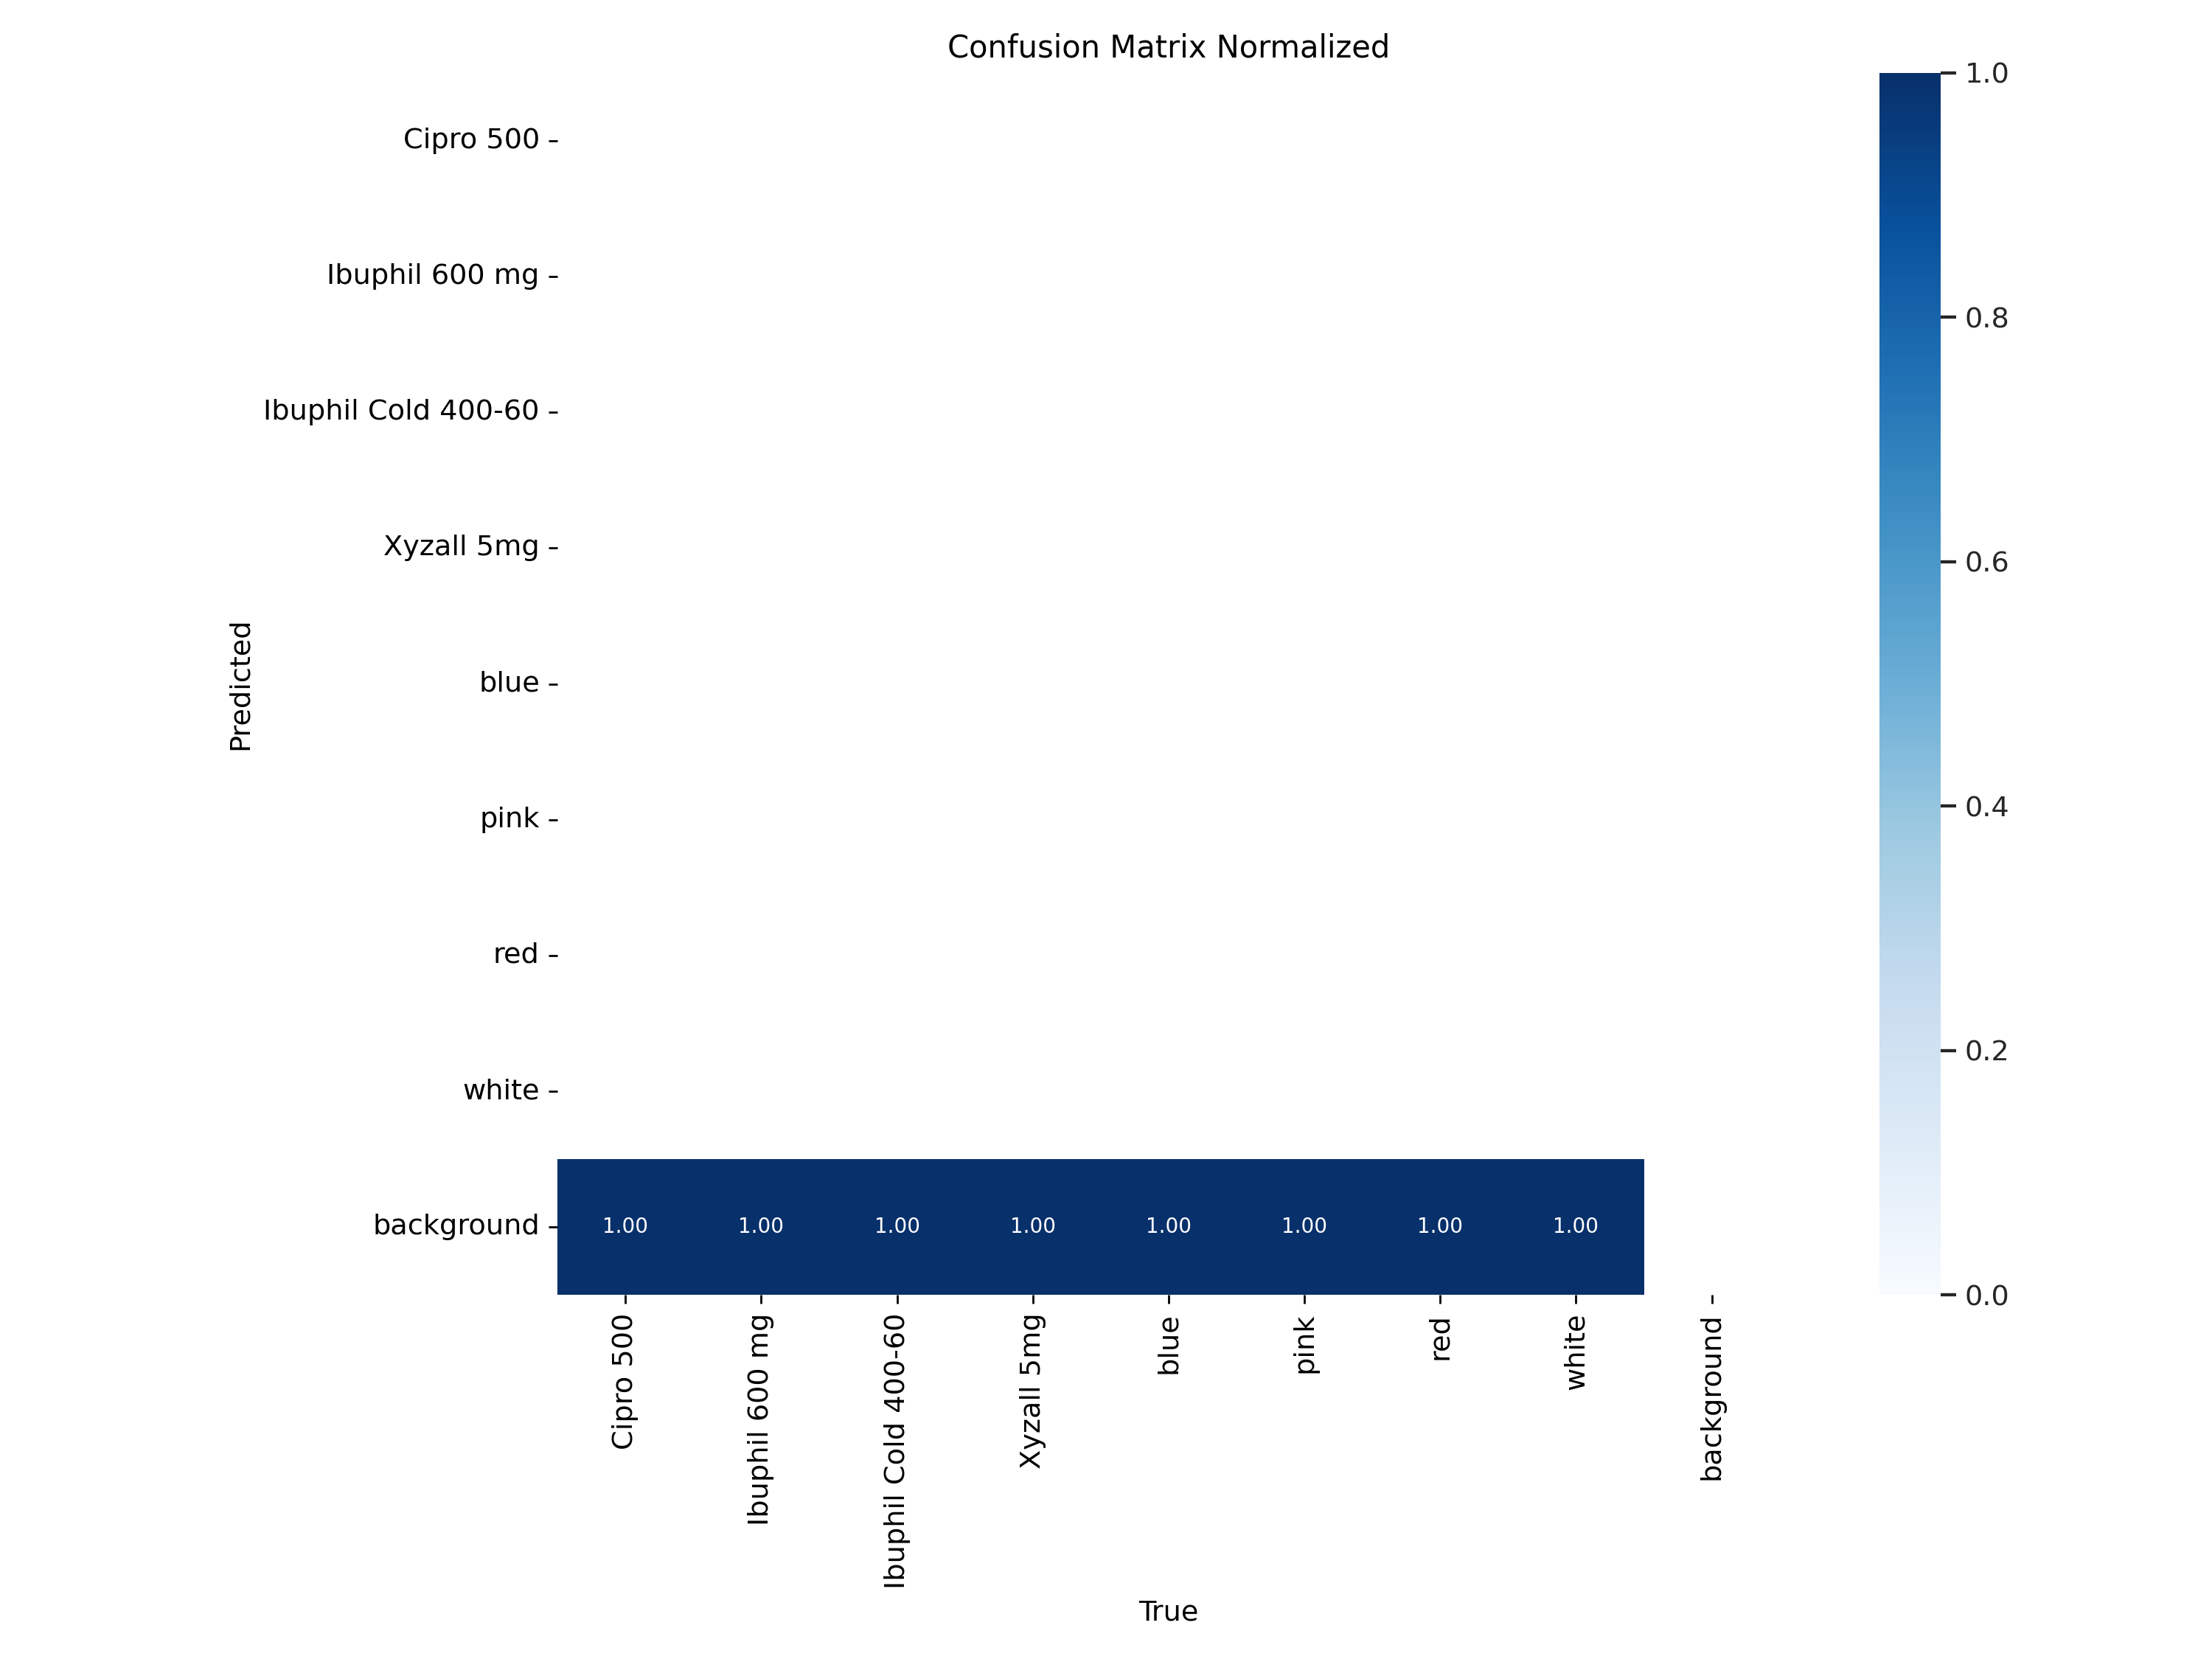 Confusion Matrix Normalized
Cipro 500
Ibuphil 600 mg
Ibuphil Cold 400-60
Xyzall 5mg
blue
pink
red
white
background
Predicted
1.00 1.00 1.00 1.00 1.00 1.00 1.00 1.00
Cipro 500
Ibuphil 600 mg
Ibuphil Cold 400-60
Xyzall 5mg
blue
pink
red
white
background
True
1.0
0.8
0.6
0.4
0.2
0.0